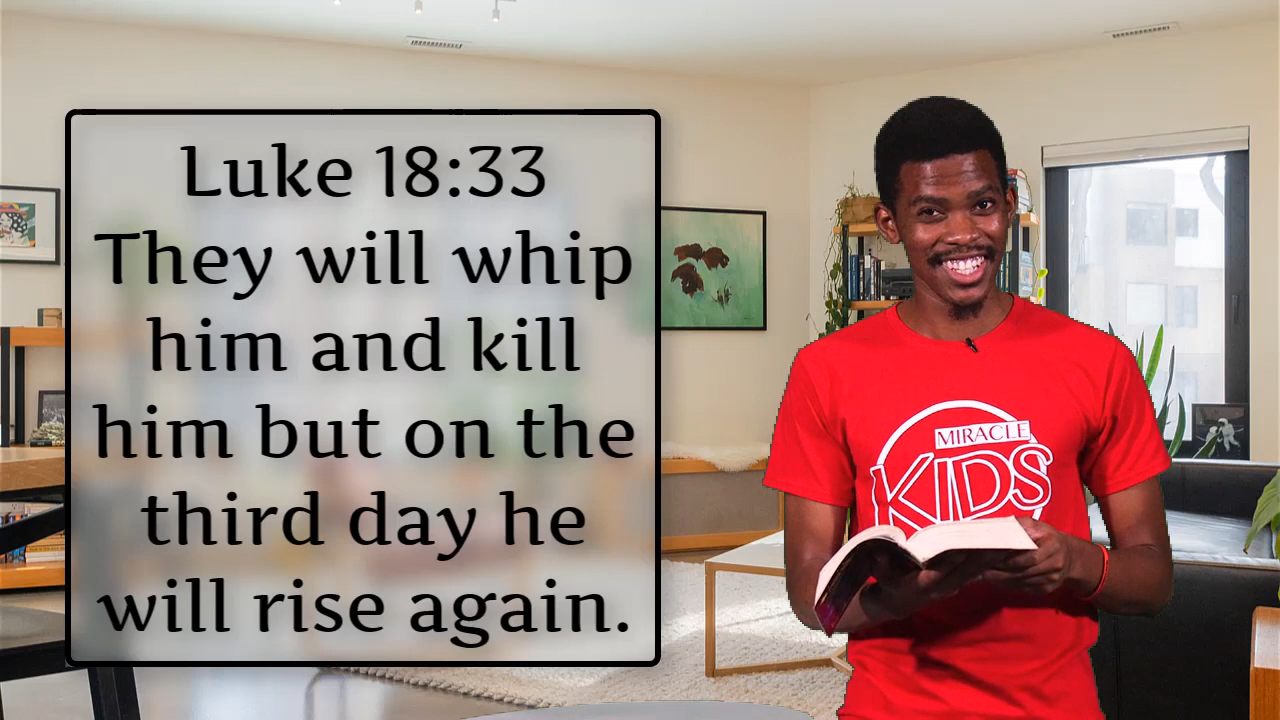 Luke 18:33
They will whip
him and kill
him but on the
third day he
will rise again.
MIRACLE
KIDS